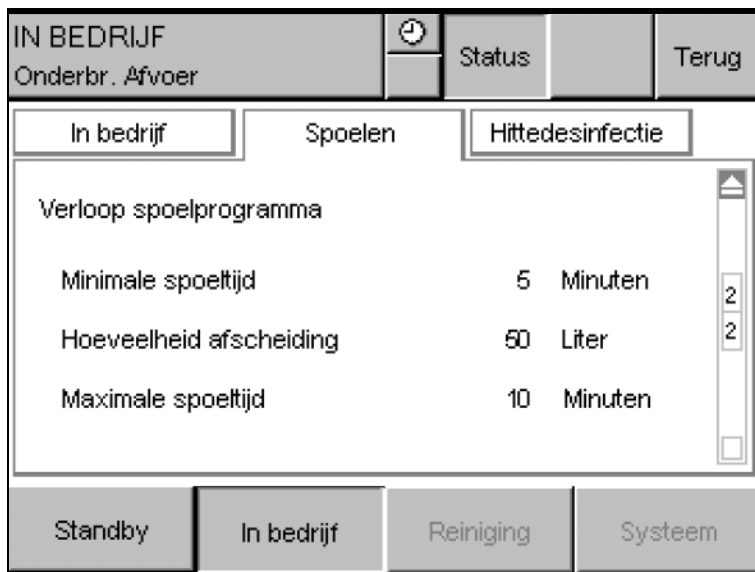 IN BEDRIJF
Onderbr. Afvoer
Status
Terug
In bedrijf
Spoelen
Hittedesinfectie
Verloop spoelprogramma
Minimale spoeltijd 5 Minuten
Hoeveelheid afscheiding 50 Liter
Maximale spoeltijd 10 Minuten
2
2
Standby
In bedrijf
Reiniging
Systeem